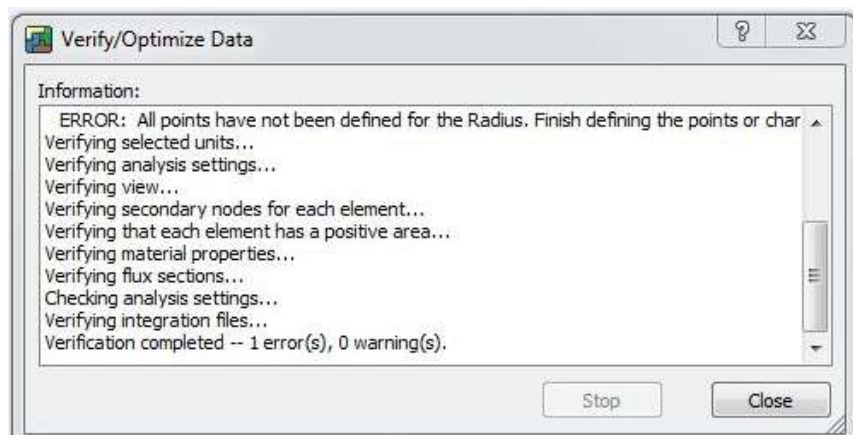 Verify/Optimize Data
Information:
ERROR: All points have not been defined for the Radius. Finish defining the points or char
Verifying selected units...
Verifying analysis settings...
Verifying view...
Verifying secondary nodes for each element...
Verifying that each element has a positive area...
Verifying material properties...
Verifying flux sections...
Checking analysis settings...
Verifying integration files...
Verification completed -- 1 error(s), 0 warning(s).
Stop Close